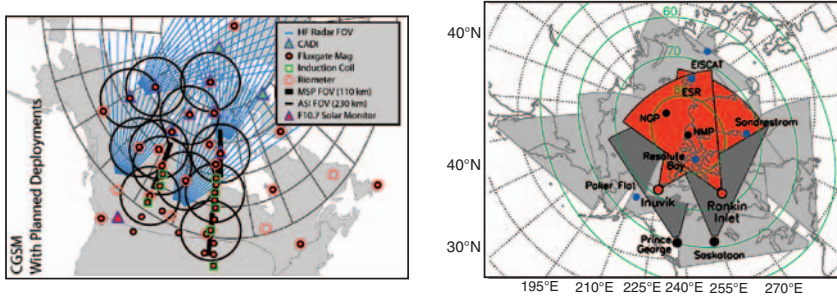 CGSM
With Planned Deployments
HF Radar FOV
CADI
Fluxgate Mag
Induction Coil
Riometer
MSP FOV (110 km)
ASI FOV (230 km)
F10.7 Solar Monitor
40°N
40°N
30°N
60
70
8
EISCAT
ESR
NGP
NMP
Sondrestrom
Resolute
Bay
Poker Flat
Inuvik
Rankin
Inlet
Prince
George
Saskatoon
195°E 210°E 225°E 240°E 255°E 270°E